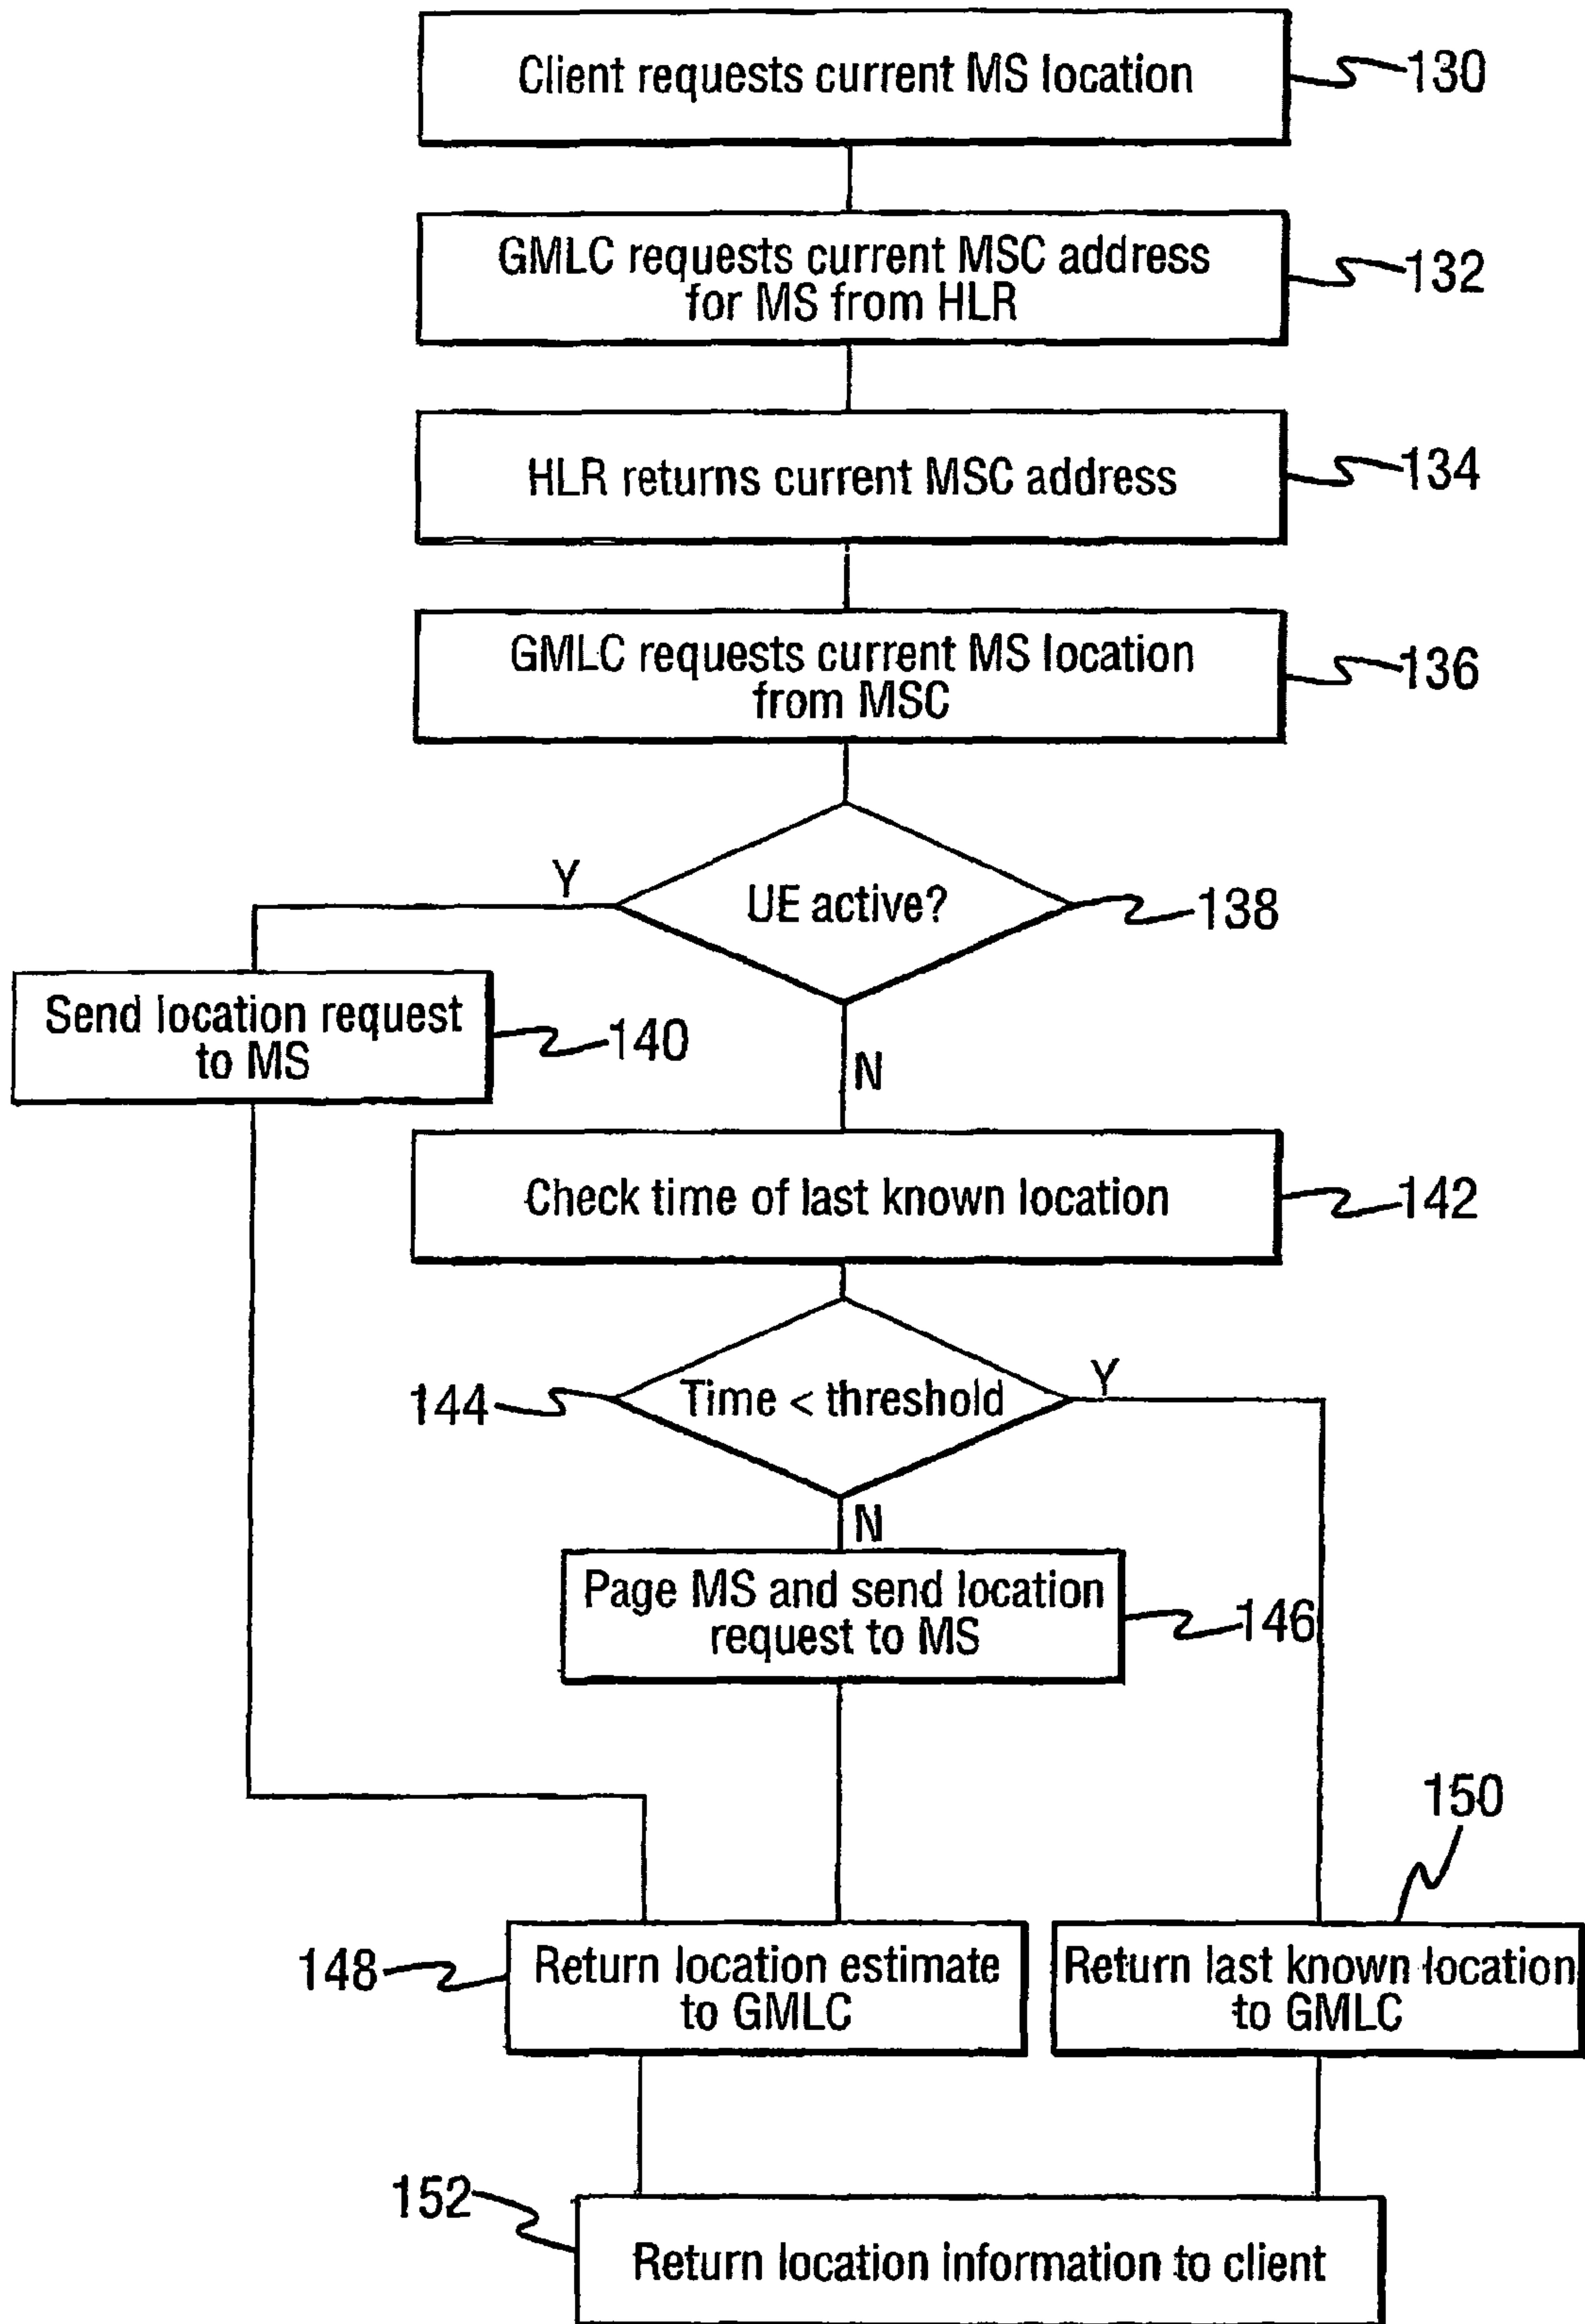 Client requests current MS location
130
GMLC requests current MSC address
for MS from HLR
132
HLR returns current MSC address
134
GMLC requests current MS location
from MSC
136
Y
UE active?
138
Send location request
to MS
140
N
Check time of last known location
142
144
Time < threshold
Y
N
Page MS and send location
request to MS
146
150
148
Return location estimate
to GMLC
Return last known location
to GMLC
152
Return location information to client